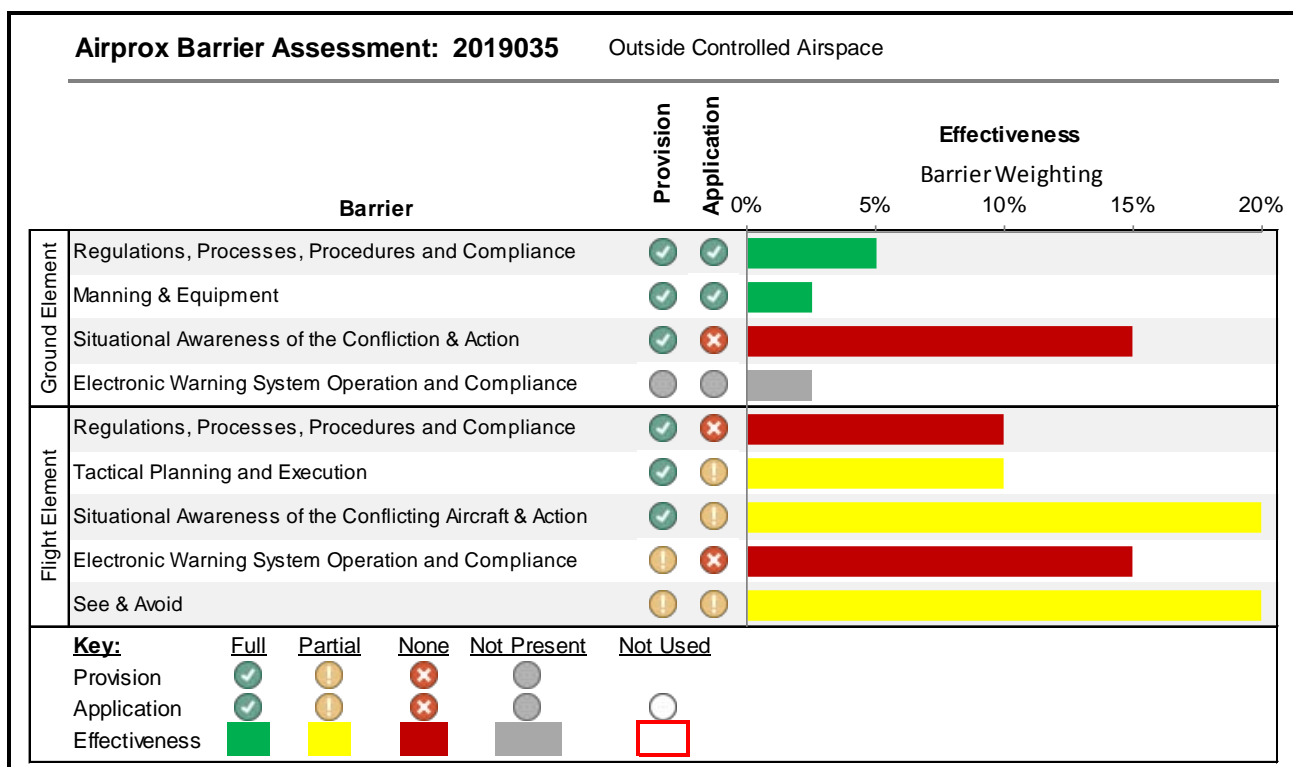 Airprox Barrier Assessment: 2019035 Outside Controlled Airspace
Barrier Provision Application Effectiveness
Barrier Weighting
0% 5% 10% 15% 20%
Ground Element
Regulations, Processes, Procedures and Compliance
Manning & Equipment
Situational Awareness of the Confliction & Action
Electronic Warning System Operation and Compliance
Flight Element
Regulations, Processes, Procedures and Compliance
Tactical Planning and Execution
Situational Awareness of the Conflicting Aircraft & Action
Electronic Warning System Operation and Compliance
See & Avoid
Key: Full Partial None Not Present Not Used
Provision
Application
Effectiveness